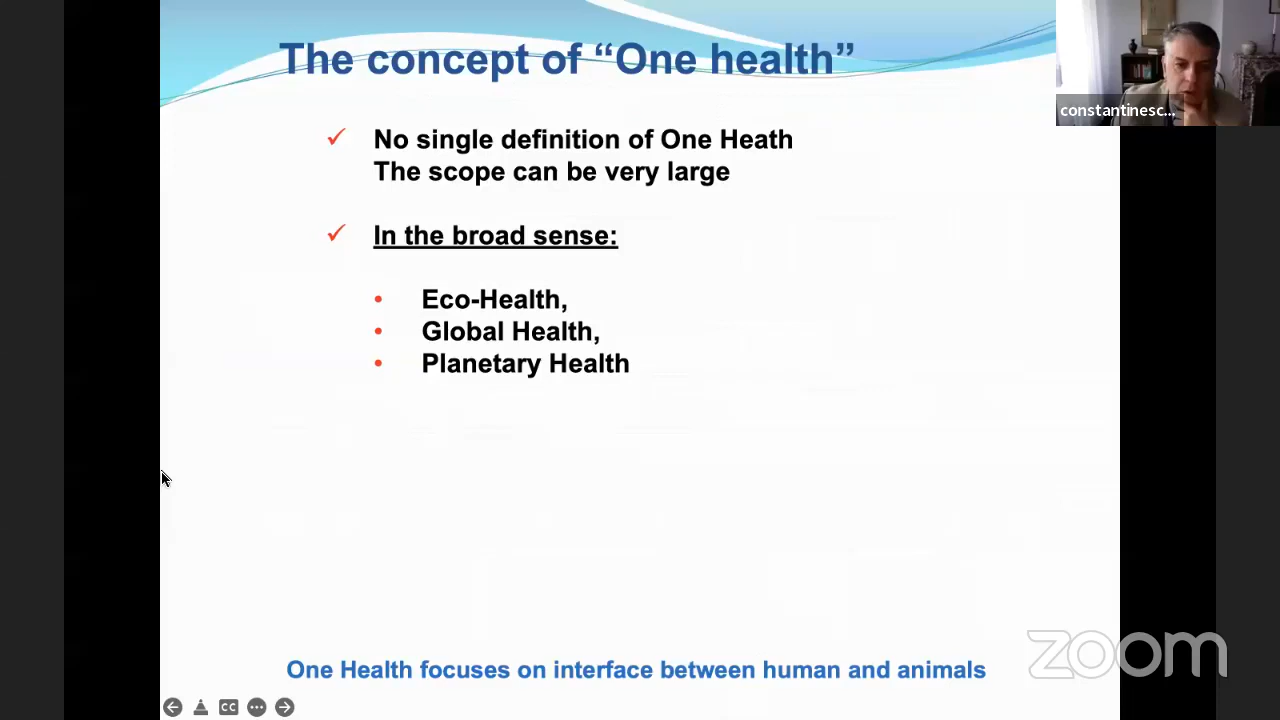 The concept of “One health”
constantinesc...
✓ No single definition of One Heath
The scope can be very large
✓ In the broad sense:
• Eco-Health,
• Global Health,
• Planetary Health
One Health focuses on interface between human and animals
zoom
CC